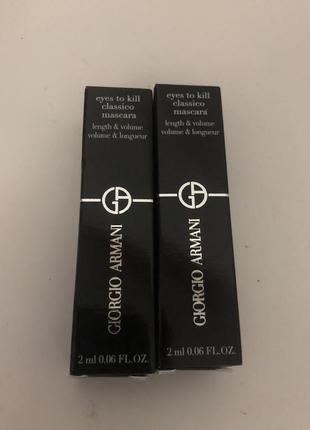 eyes to kill
classico
mascara
length & volume
volume & longueur
GIORGIO ARMANI
2 ml 0.06 FL.OZ.
eyes to kill
classico
mascara
length & volume
volume & longueur
GIORGIO ARMANI
2 ml 0.06 FL.OZ.